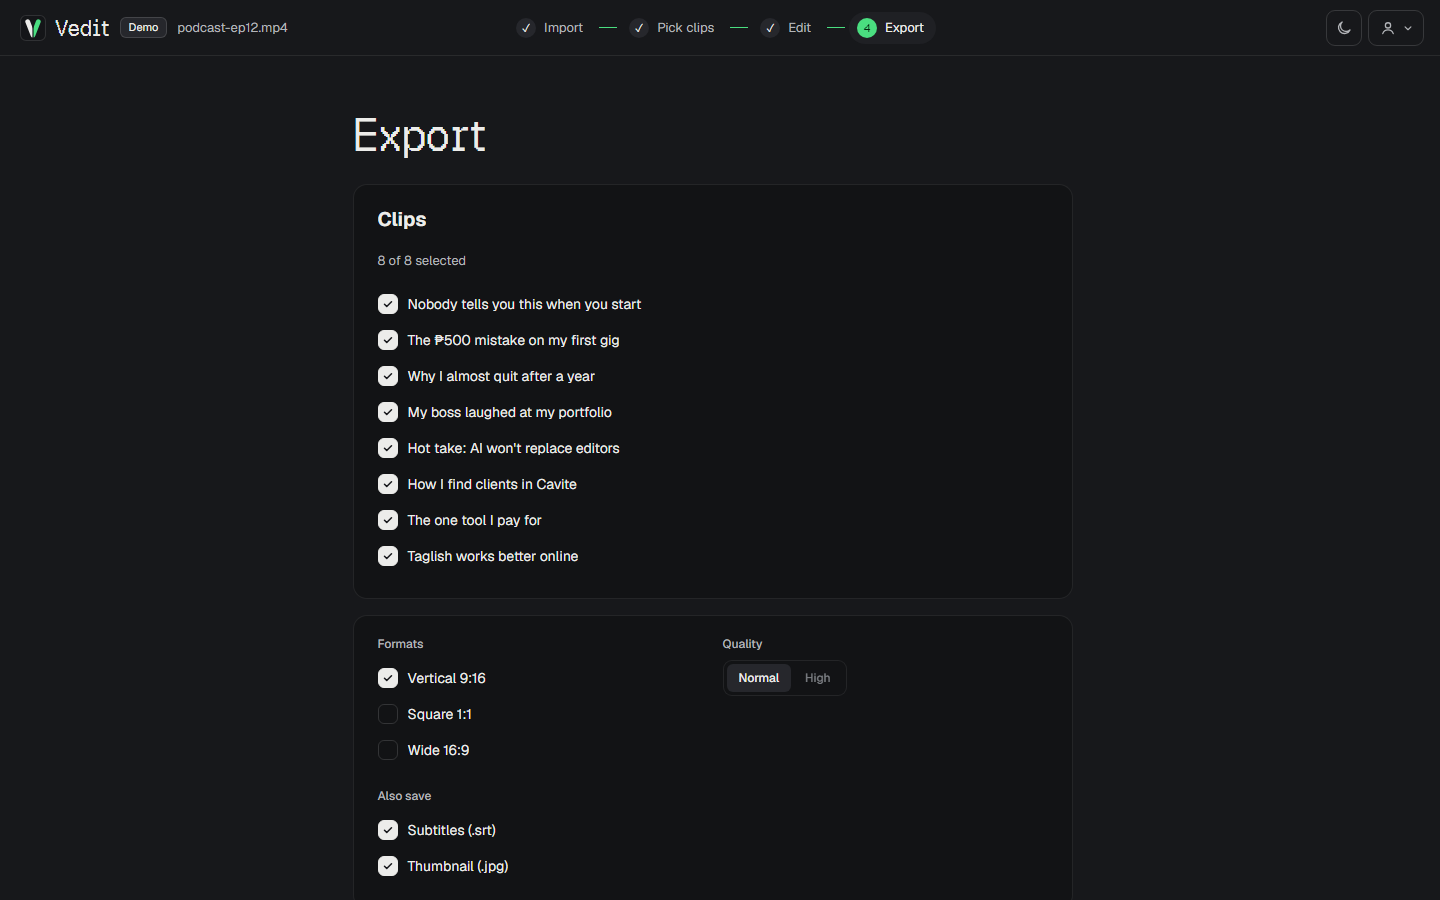 Vedit Demo podcast-ep12.mp4 ✓ Import ✓ Pick clips ✓ Edit 4 Export
Export
Clips
8 of 8 selected
Nobody tells you this when you start
The ₱500 mistake on my first gig
Why I almost quit after a year
My boss laughed at my portfolio
Hot take: AI won't replace editors
How I find clients in Cavite
The one tool I pay for
Taglish works better online
Formats
Vertical 9:16
Square 1:1
Wide 16:9
Also save
Subtitles (.srt)
Thumbnail (.jpg)
Quality
Normal High